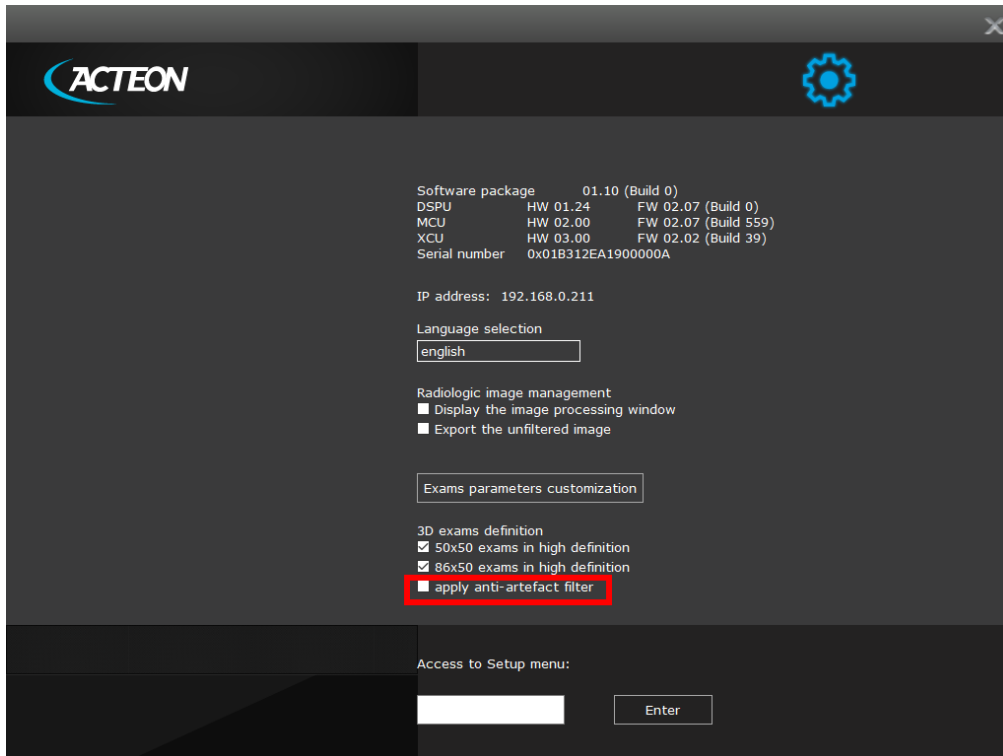 ACTEON
Software package 01.10 (Build 0)
DSPU HW 01.24 FW 02.07 (Build 0)
MCU HW 02.00 FW 02.07 (Build 559)
XCU HW 03.00 FW 02.02 (Build 39)
Serial number 0x01B312EA1900000A
IP address: 192.168.0.211
Language selection
english
Radiologic image management
Display the image processing window
Export the unfiltered image
Exams parameters customization
3D exams definition
50x50 exams in high definition
86x50 exams in high definition
apply anti-artefact filter
Access to Setup menu:
Enter